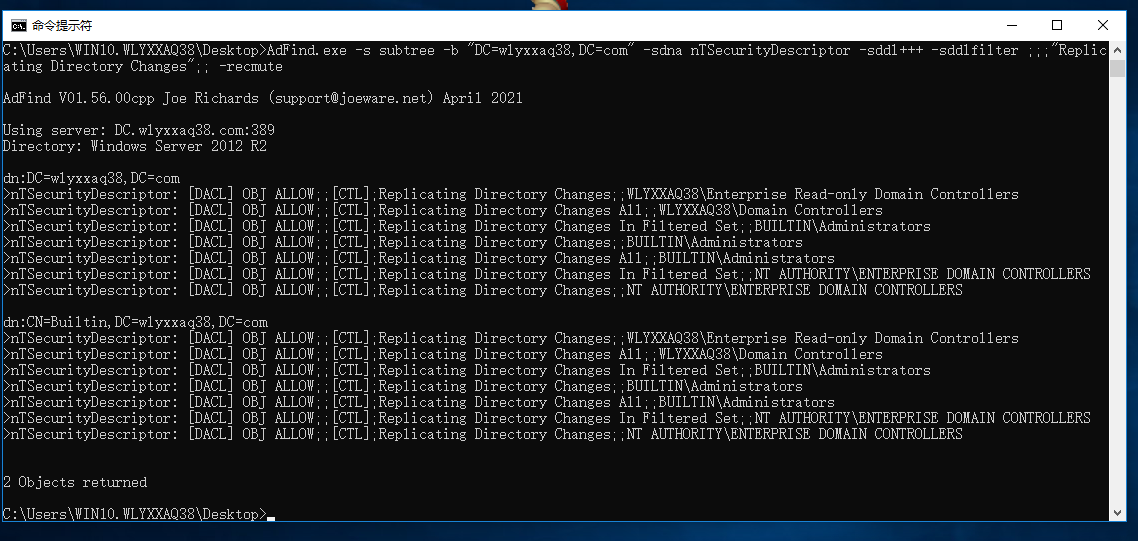 命令提示符
C:\Users\WIN10.WLYXXAQ38\Desktop>AdFind.exe -s subtree -b "DC=wlyxxaq38,DC=com" -sdna nTSecurityDescriptor -sddl+++ -sddlfilter ;;;"Replic
ating Directory Changes";; -recmute
AdFind V01.56.00cpp Joe Richards (support@joeware.net) April 2021
Using server: DC.wlyxxaq38.com:389
Directory: Windows Server 2012 R2
dn:DC=wlyxxaq38,DC=com
>nTSecurityDescriptor: [DACL] OBJ ALLOW;;[CTL];Replicating Directory Changes;;WLYXXAQ38\Enterprise Read-only Domain Controllers
>nTSecurityDescriptor: [DACL] OBJ ALLOW;;[CTL];Replicating Directory Changes All;;WLYXXAQ38\Domain Controllers
>nTSecurityDescriptor: [DACL] OBJ ALLOW;;[CTL];Replicating Directory Changes In Filtered Set;;BUILTIN\Administrators
>nTSecurityDescriptor: [DACL] OBJ ALLOW;;[CTL];Replicating Directory Changes;;BUILTIN\Administrators
>nTSecurityDescriptor: [DACL] OBJ ALLOW;;[CTL];Replicating Directory Changes All;;BUILTIN\Administrators
>nTSecurityDescriptor: [DACL] OBJ ALLOW;;[CTL];Replicating Directory Changes In Filtered Set;;NT AUTHORITY\ENTERPRISE DOMAIN CONTROLLERS
>nTSecurityDescriptor: [DACL] OBJ ALLOW;;[CTL];Replicating Directory Changes;;NT AUTHORITY\ENTERPRISE DOMAIN CONTROLLERS
dn:CN=Builtin,DC=wlyxxaq38,DC=com
>nTSecurityDescriptor: [DACL] OBJ ALLOW;;[CTL];Replicating Directory Changes;;WLYXXAQ38\Enterprise Read-only Domain Controllers
>nTSecurityDescriptor: [DACL] OBJ ALLOW;;[CTL];Replicating Directory Changes All;;WLYXXAQ38\Domain Controllers
>nTSecurityDescriptor: [DACL] OBJ ALLOW;;[CTL];Replicating Directory Changes In Filtered Set;;BUILTIN\Administrators
>nTSecurityDescriptor: [DACL] OBJ ALLOW;;[CTL];Replicating Directory Changes;;BUILTIN\Administrators
>nTSecurityDescriptor: [DACL] OBJ ALLOW;;[CTL];Replicating Directory Changes All;;BUILTIN\Administrators
>nTSecurityDescriptor: [DACL] OBJ ALLOW;;[CTL];Replicating Directory Changes In Filtered Set;;NT AUTHORITY\ENTERPRISE DOMAIN CONTROLLERS
>nTSecurityDescriptor: [DACL] OBJ ALLOW;;[CTL];Replicating Directory Changes;;NT AUTHORITY\ENTERPRISE DOMAIN CONTROLLERS
2 Objects returned
C:\Users\WIN10.WLYXXAQ38\Desktop>